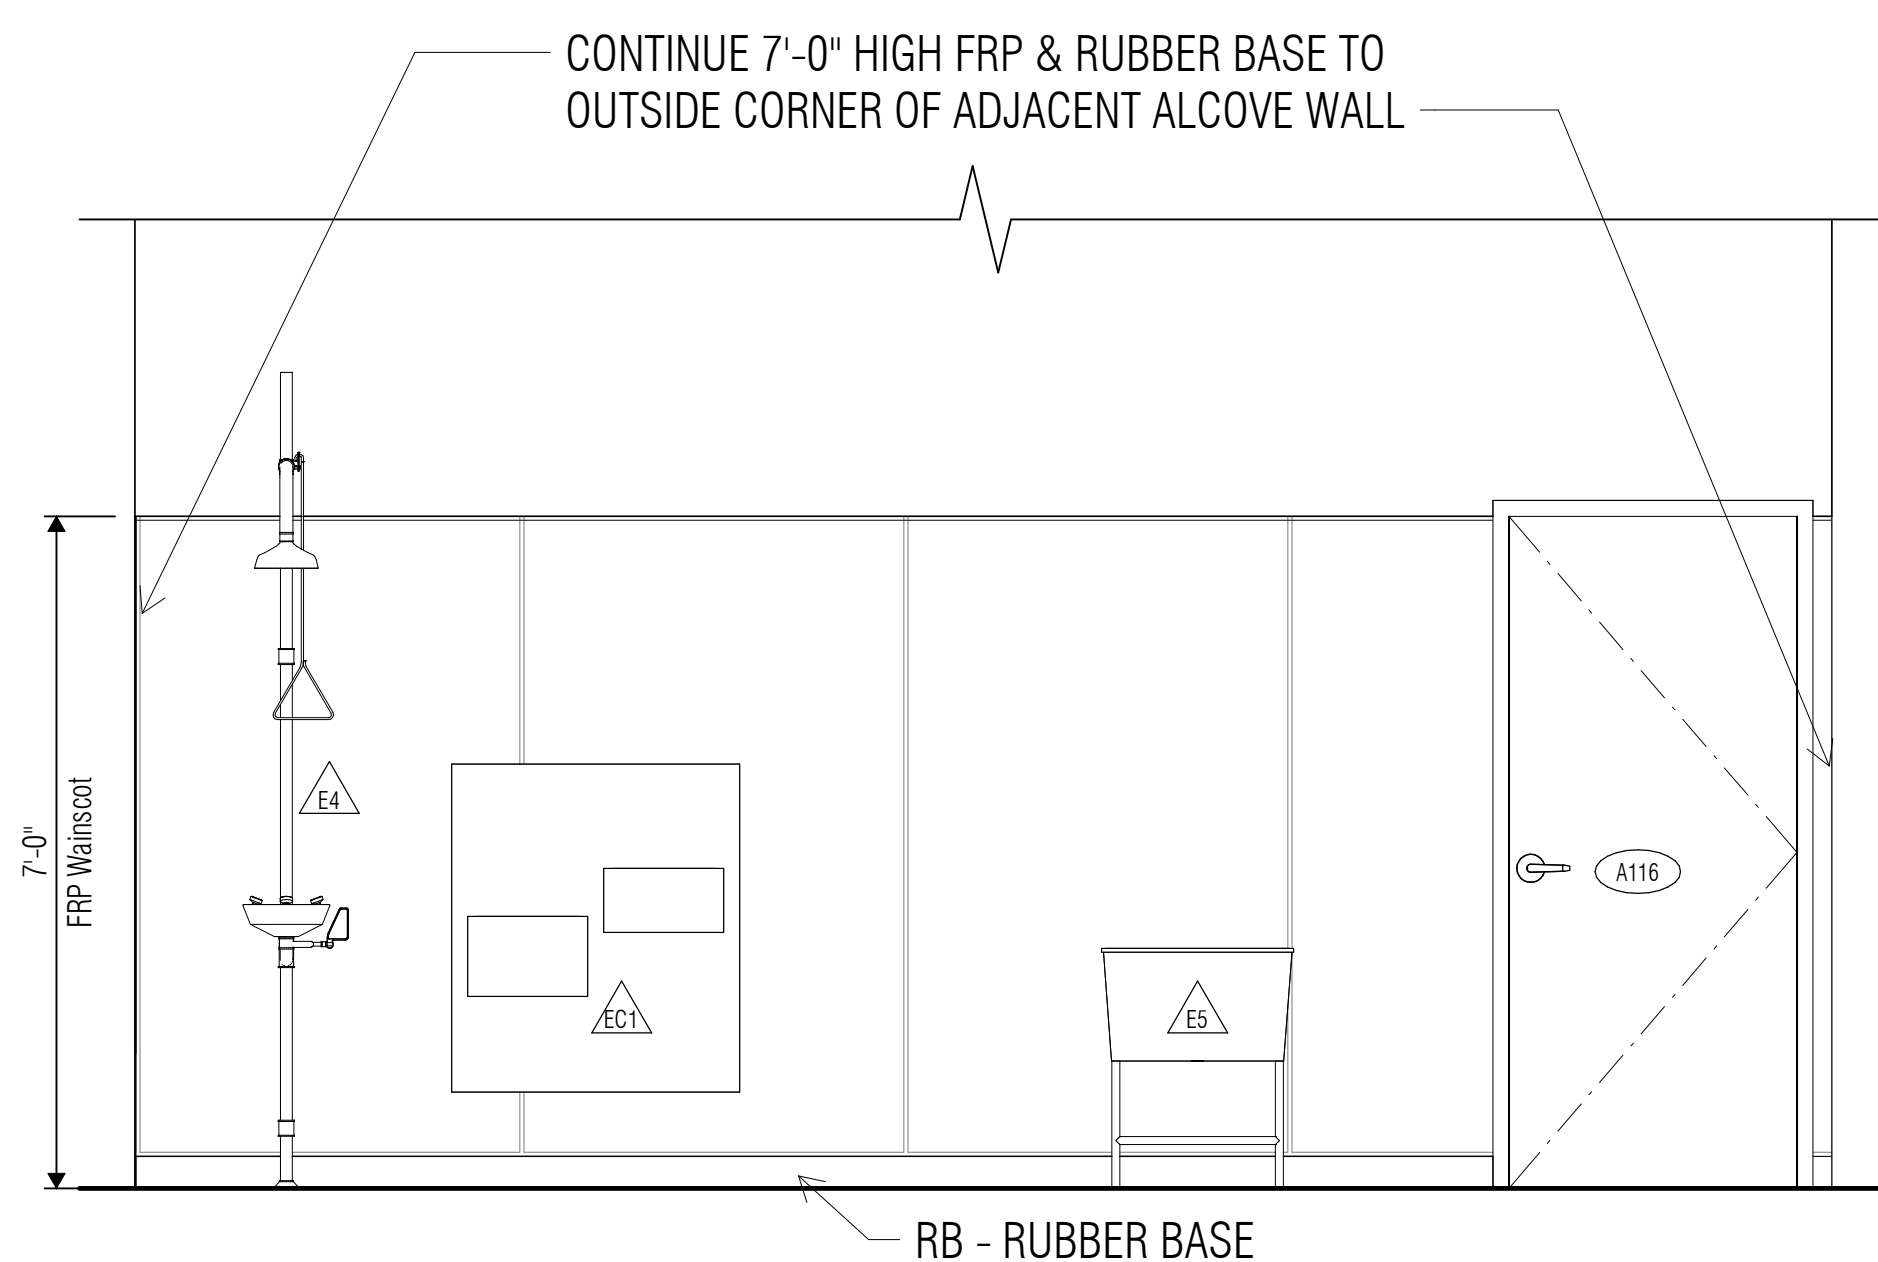 CONTINUE 7'-0" HIGH FRP & RUBBER BASE TO
OUTSIDE CORNER OF ADJACENT ALCOVE WALL
7'-0"
FRP Wainscot
E4
EC1
E5
A116
RB - RUBBER BASE